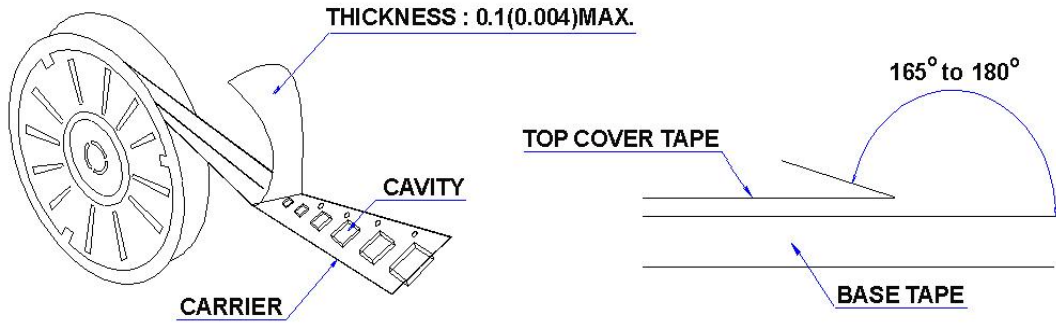 THICKNESS : 0.1(0.004)MAX.
CAVITY
CARRIER
165° to 180°
TOP COVER TAPE
BASE TAPE